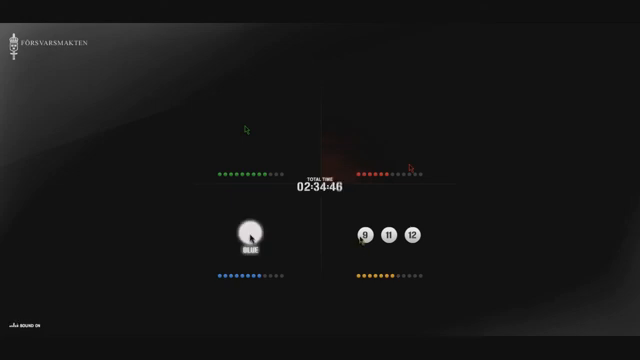 FÖRSVARSMAKTEN
TOTAL TIME
02:34:46
BLUE
9 11 12
SOUND ON